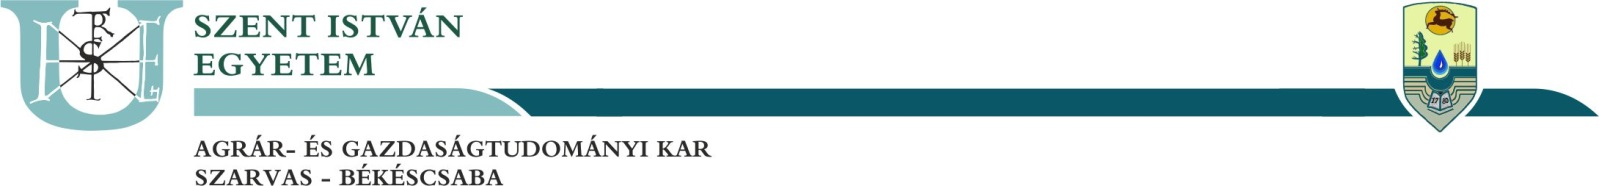 SZENT ISTVÁN
EGYETEM
AGRÁR- ÉS GAZDASÁGTUDOMÁNYI KAR
SZARVAS - BÉKÉSCSABA